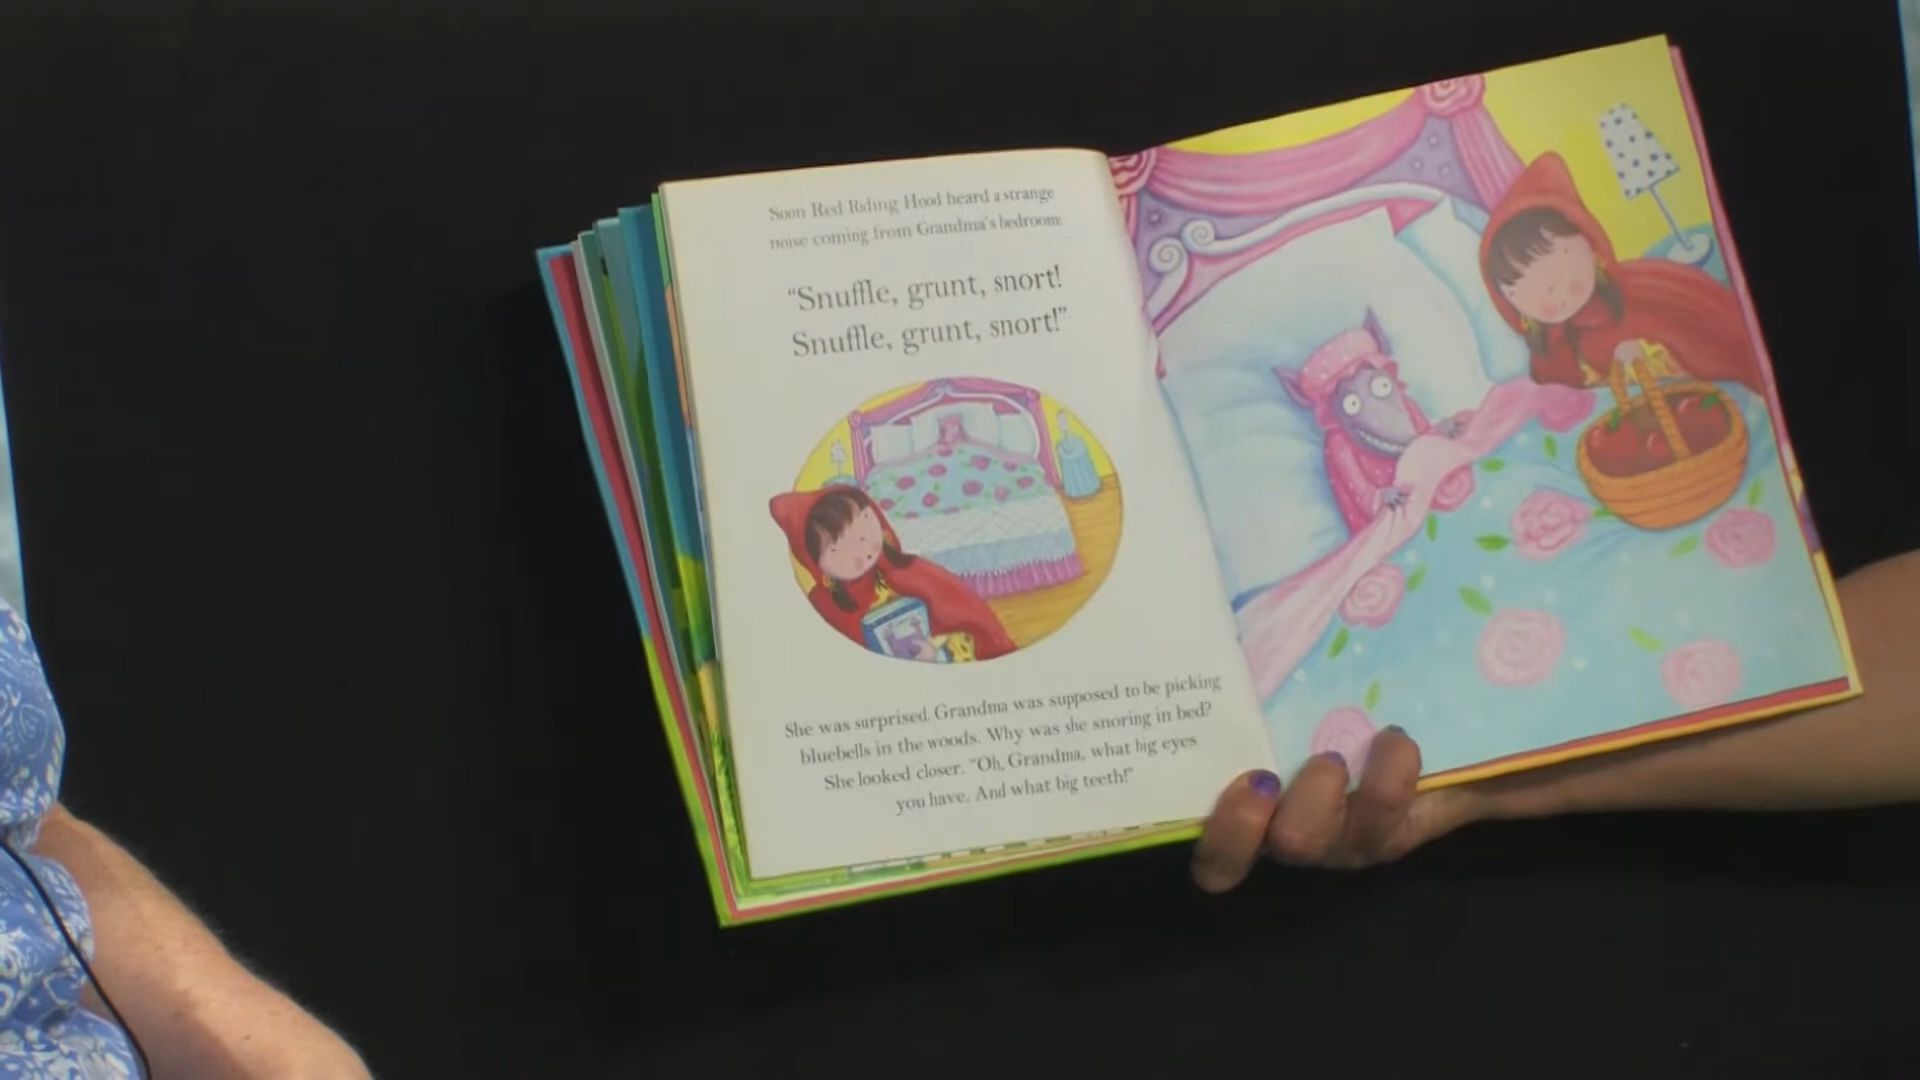 Soon Red Riding Hood heard a strange
noise coming from Grandma's bedroom:
“Snuffle, grunt, snort!
Snuffle, grunt, snort!”
She was surprised. Grandma was supposed to be picking
bluebells in the woods. Why was she snoring in bed?
She looked closer. “Oh, Grandma, what big eyes
you have. And what big teeth!”